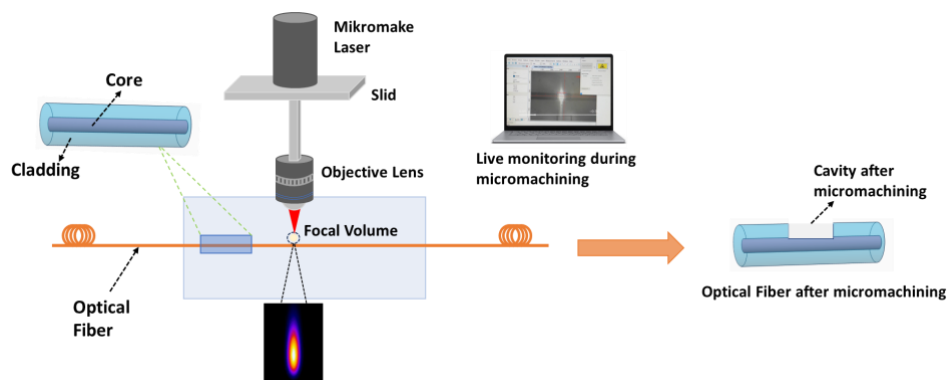 Mikromake
Laser
Core
Slid
Cladding
Objective Lens
Live monitoring during
micromachining
Cavity after
micromachining
Focal Volume
Optical
Fiber
Optical Fiber after micromachining